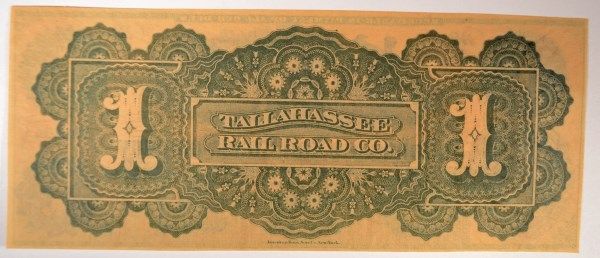 1
TALLAHASSEE
RAIL ROAD CO.
1